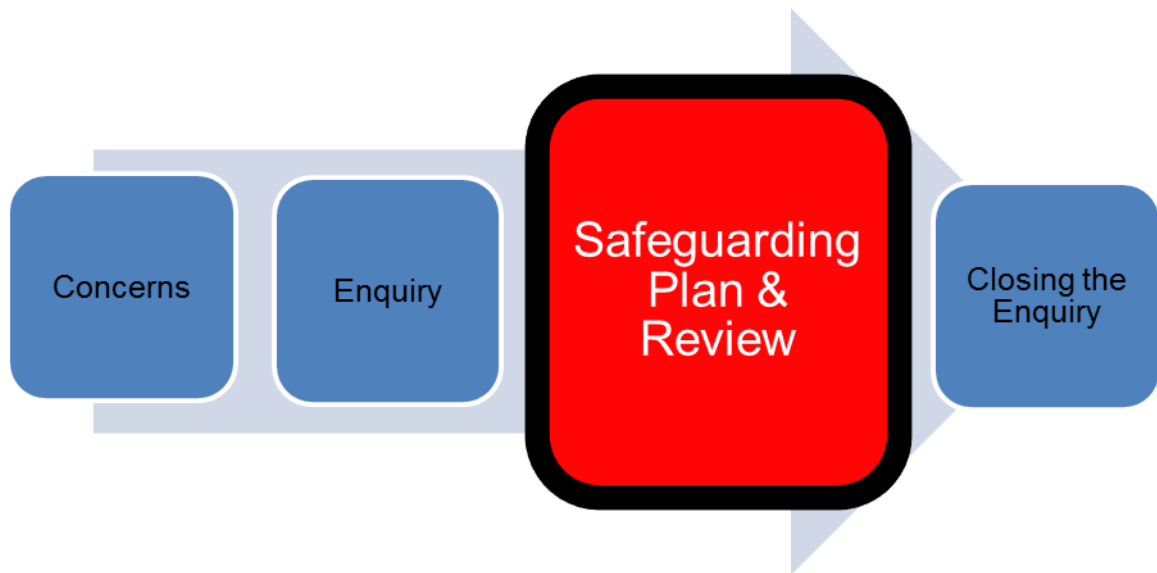 Concerns
Enquiry
Safeguarding
Plan &
Review
Closing the
Enquiry